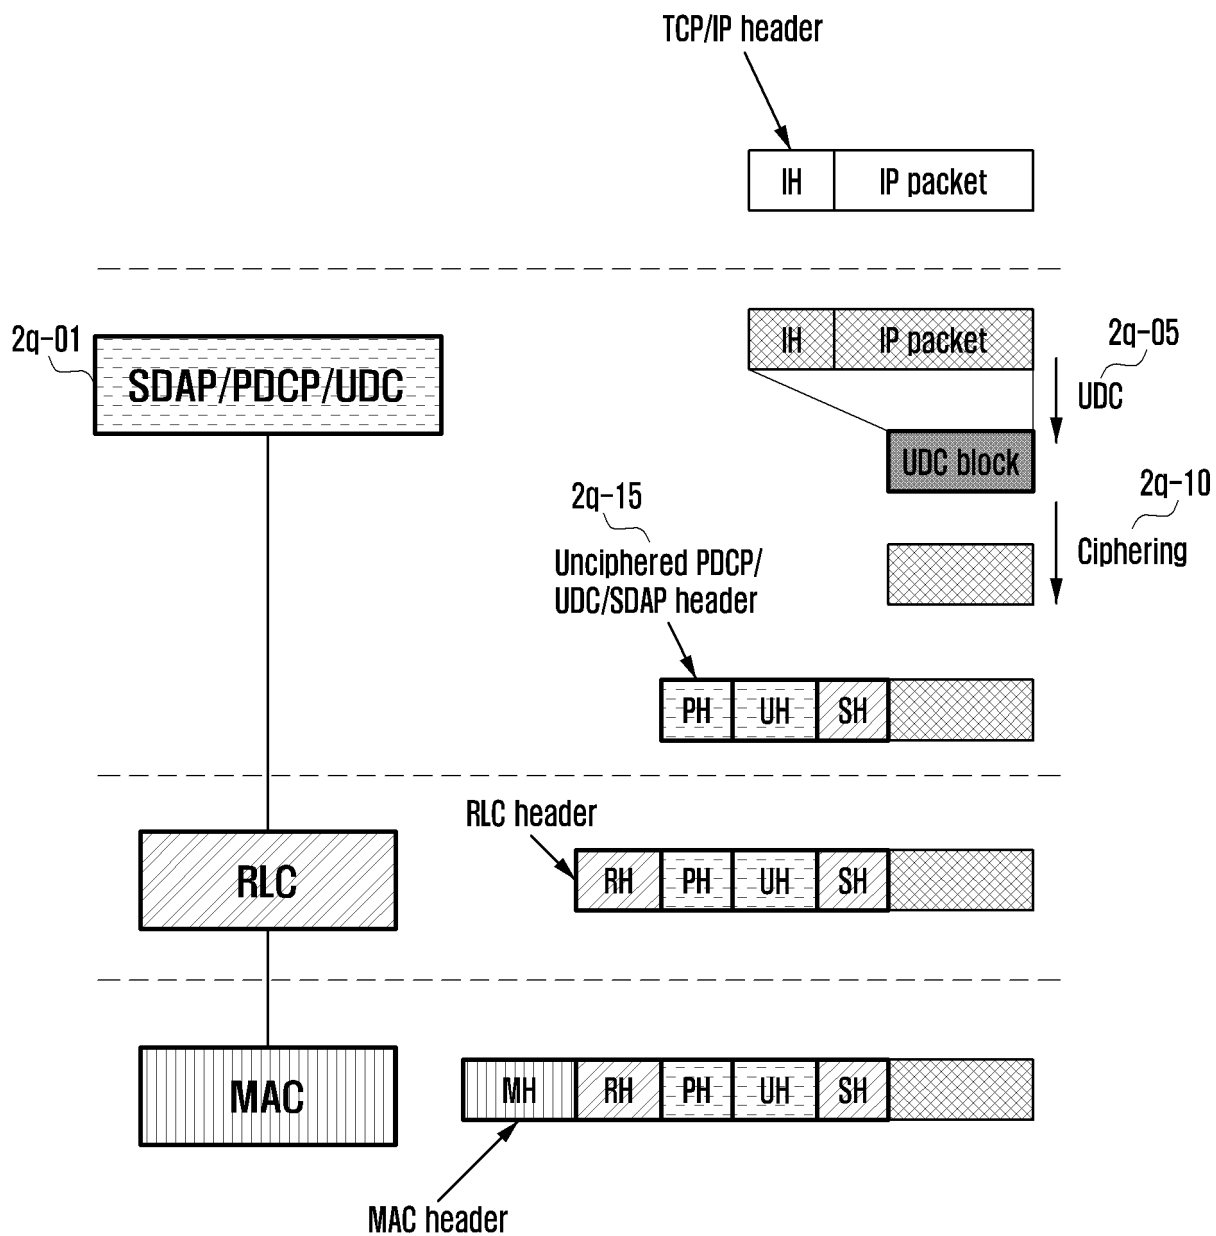 TCP/IP header
IH IP packet
2q-01
SDAP/PDCP/UDC
IH IP packet
2q-05
UDC
UDC block
2q-10
Ciphering
2q-15
Unciphered PDCP/
UDC/SDAP header
PH UH SH
RLC header
RLC
RH PH UH SH
MAC
MH RH PH UH SH
MAC header